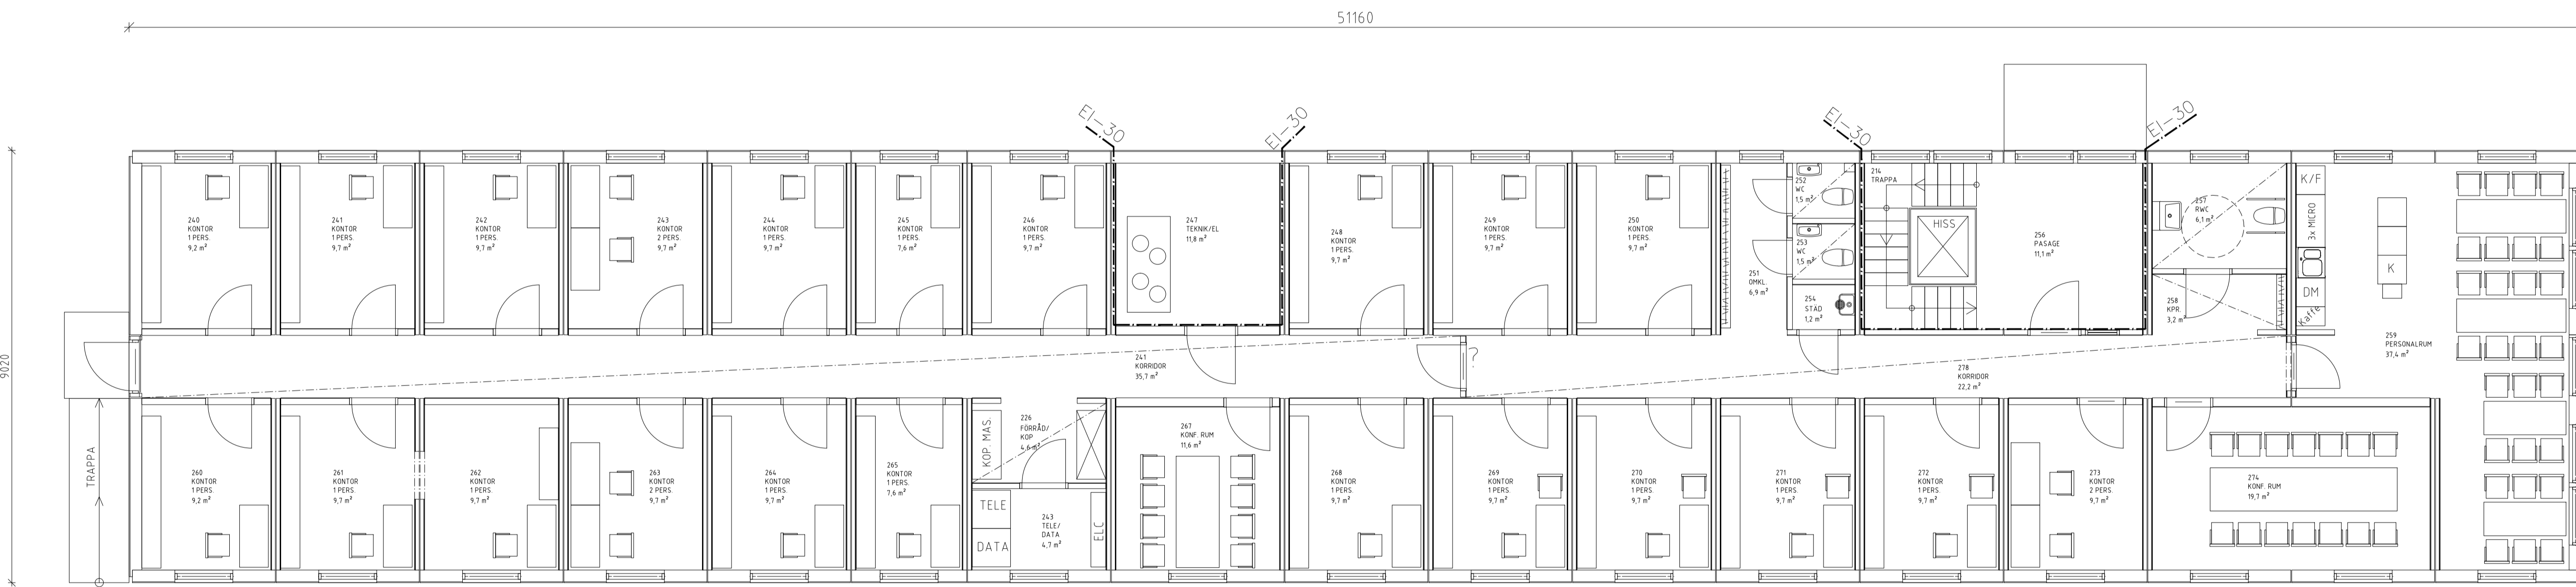 51160
9020
EI-30
EI-30
EI-30
EI-30
240
KONTOR
1 PERS.
9,2 m²
241
KONTOR
1 PERS.
9,7 m²
242
KONTOR
1 PERS.
9,7 m²
243
KONTOR
2 PERS.
9,7 m²
244
KONTOR
1 PERS.
9,7 m²
245
KONTOR
1 PERS.
7,6 m²
246
KONTOR
1 PERS.
9,7 m²
247
TEKNIK/EL
11,8 m²
248
KONTOR
1 PERS.
9,7 m²
249
KONTOR
1 PERS.
9,7 m²
250
KONTOR
1 PERS.
9,7 m²
251
OMKL.
6,9 m²
252
WC
1,5 m²
253
WC
1,5 m²
254
STÄD
1,2 m²
214
TRAPPA
HISS
256
PASAGE
11,1 m²
257
RWC
6,1 m²
258
KPR.
3,2 m²
K/F
3x MICRO
DM
Kaffe
K
259
PERSONALRUM
37,4 m²
241
KORRIDOR
35,7 m²
?
278
KORRIDOR
22,2 m²
TRAPPA
260
KONTOR
1 PERS.
9,2 m²
261
KONTOR
1 PERS.
9,7 m²
262
KONTOR
1 PERS.
9,7 m²
263
KONTOR
2 PERS.
9,7 m²
264
KONTOR
1 PERS.
9,7 m²
265
KONTOR
1 PERS.
7,6 m²
KOP. MAS.
226
FÖRRÅD/
KOP
4,6 m²
TELE
DATA
243
TELE/
DATA
4,7 m²
ELC
267
KONF. RUM
11,6 m²
268
KONTOR
1 PERS.
9,7 m²
269
KONTOR
1 PERS.
9,7 m²
270
KONTOR
1 PERS.
9,7 m²
271
KONTOR
1 PERS.
9,7 m²
272
KONTOR
1 PERS.
9,7 m²
273
KONTOR
2 PERS.
9,7 m²
274
KONF. RUM
19,7 m²